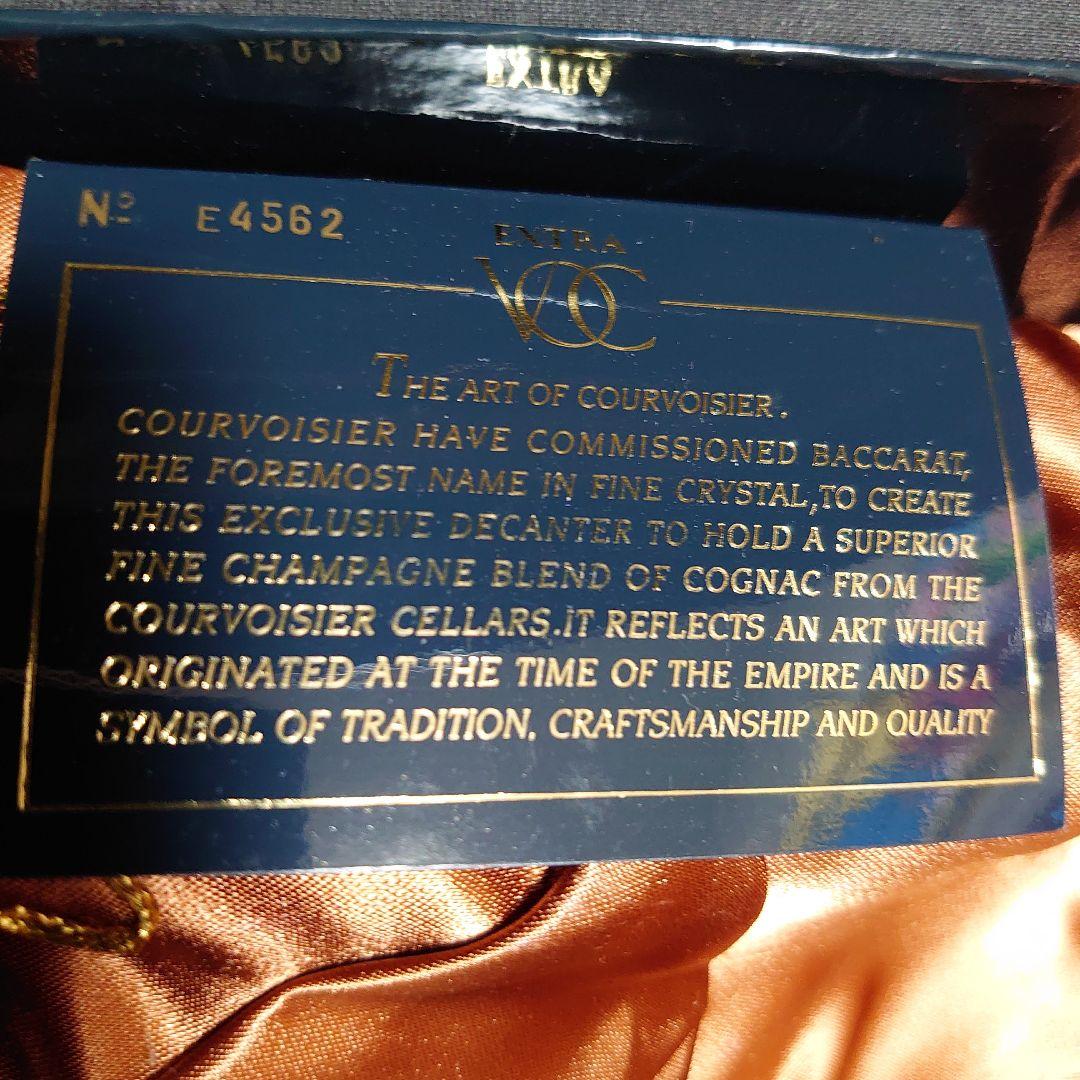 Nº E4562
EXTRA
VOC
THE ART OF COURVOISIER.
COURVOISIER HAVE COMMISSIONED BACCARAT,
THE FOREMOST NAME IN FINE CRYSTAL, TO CREATE
THIS EXCLUSIVE DECANTER TO HOLD A SUPERIOR
FINE CHAMPAGNE BLEND OF COGNAC FROM THE
COURVOISIER CELLARS. IT REFLECTS AN ART WHICH
ORIGINATED AT THE TIME OF THE EMPIRE AND IS A
SYMBOL OF TRADITION, CRAFTSMANSHIP AND QUALITY